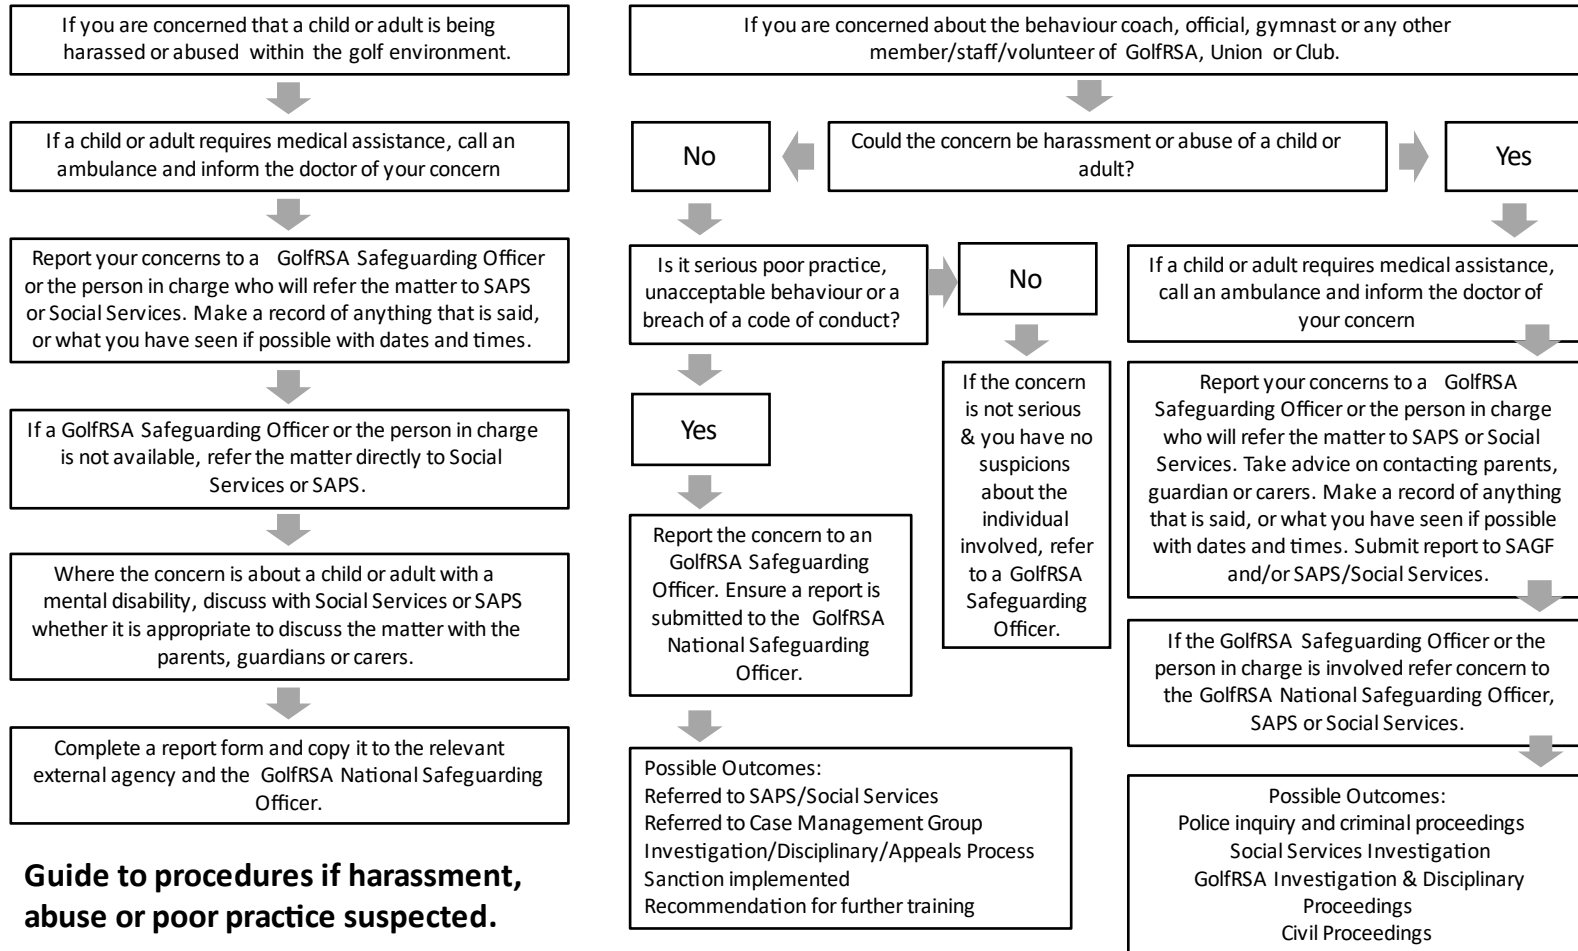 If you are concerned that a child or adult is being
harassed or abused within the golf environment.
If a child or adult requires medical assistance, call an
ambulance and inform the doctor of your concern
Report your concerns to a GolfRSA Safeguarding Officer
or the person in charge who will refer the matter to SAPS
or Social Services. Make a record of anything that is said,
or what you have seen if possible with dates and times.
If a GolfRSA Safeguarding Officer or the person in charge
is not available, refer the matter directly to Social
Services or SAPS.
Where the concern is about a child or adult with a
mental disability, discuss with Social Services or SAPS
whether it is appropriate to discuss the matter with the
parents, guardians or carers.
Complete a report form and copy it to the relevant
external agency and the GolfRSA National Safeguarding
Officer.
Guide to procedures if harassment,
abuse or poor practice suspected.
If you are concerned about the behaviour coach, official, gymnast or any other
member/staff/volunteer of GolfRSA, Union or Club.
Could the concern be harassment or abuse of a child or
adult?
No
Yes
Is it serious poor practice,
unacceptable behaviour or a
breach of a code of conduct?
No
Yes
If the concern
is not serious
& you have no
suspicions
about the
individual
involved, refer
to a GolfRSA
Safeguarding
Officer.
Report the concern to an
GolfRSA Safeguarding
Officer. Ensure a report is
submitted to the GolfRSA
National Safeguarding
Officer.
Possible Outcomes:
Referred to SAPS/Social Services
Referred to Case Management Group
Investigation/Disciplinary/Appeals Process
Sanction implemented
Recommendation for further training
If a child or adult requires medical assistance,
call an ambulance and inform the doctor of
your concern
Report your concerns to a GolfRSA
Safeguarding Officer or the person in charge
who will refer the matter to SAPS or Social
Services. Take advice on contacting parents,
guardian or carers. Make a record of anything
that is said, or what you have seen if possible
with dates and times. Submit report to SAGF
and/or SAPS/Social Services.
If the GolfRSA Safeguarding Officer or the
person in charge is involved refer concern to
the GolfRSA National Safeguarding Officer,
SAPS or Social Services.
Possible Outcomes:
Police inquiry and criminal proceedings
Social Services Investigation
GolfRSA Investigation & Disciplinary
Proceedings
Civil Proceedings